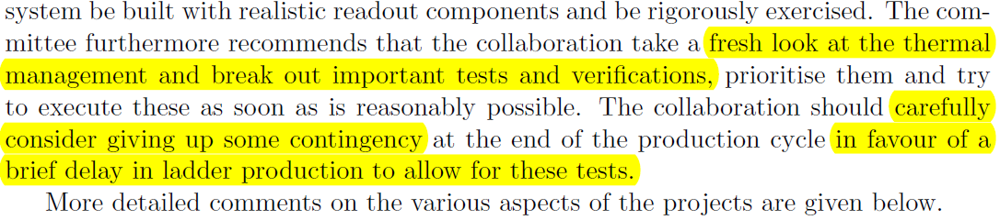 system be built with realistic readout components and be rigorously exercised. The com-
mittee furthermore recommends that the collaboration take a fresh look at the thermal
management and break out important tests and verifications, prioritise them and try
to execute these as soon as is reasonably possible. The collaboration should carefully
consider giving up some contingency at the end of the production cycle in favour of a
brief delay in ladder production to allow for these tests.
More detailed comments on the various aspects of the projects are given below.